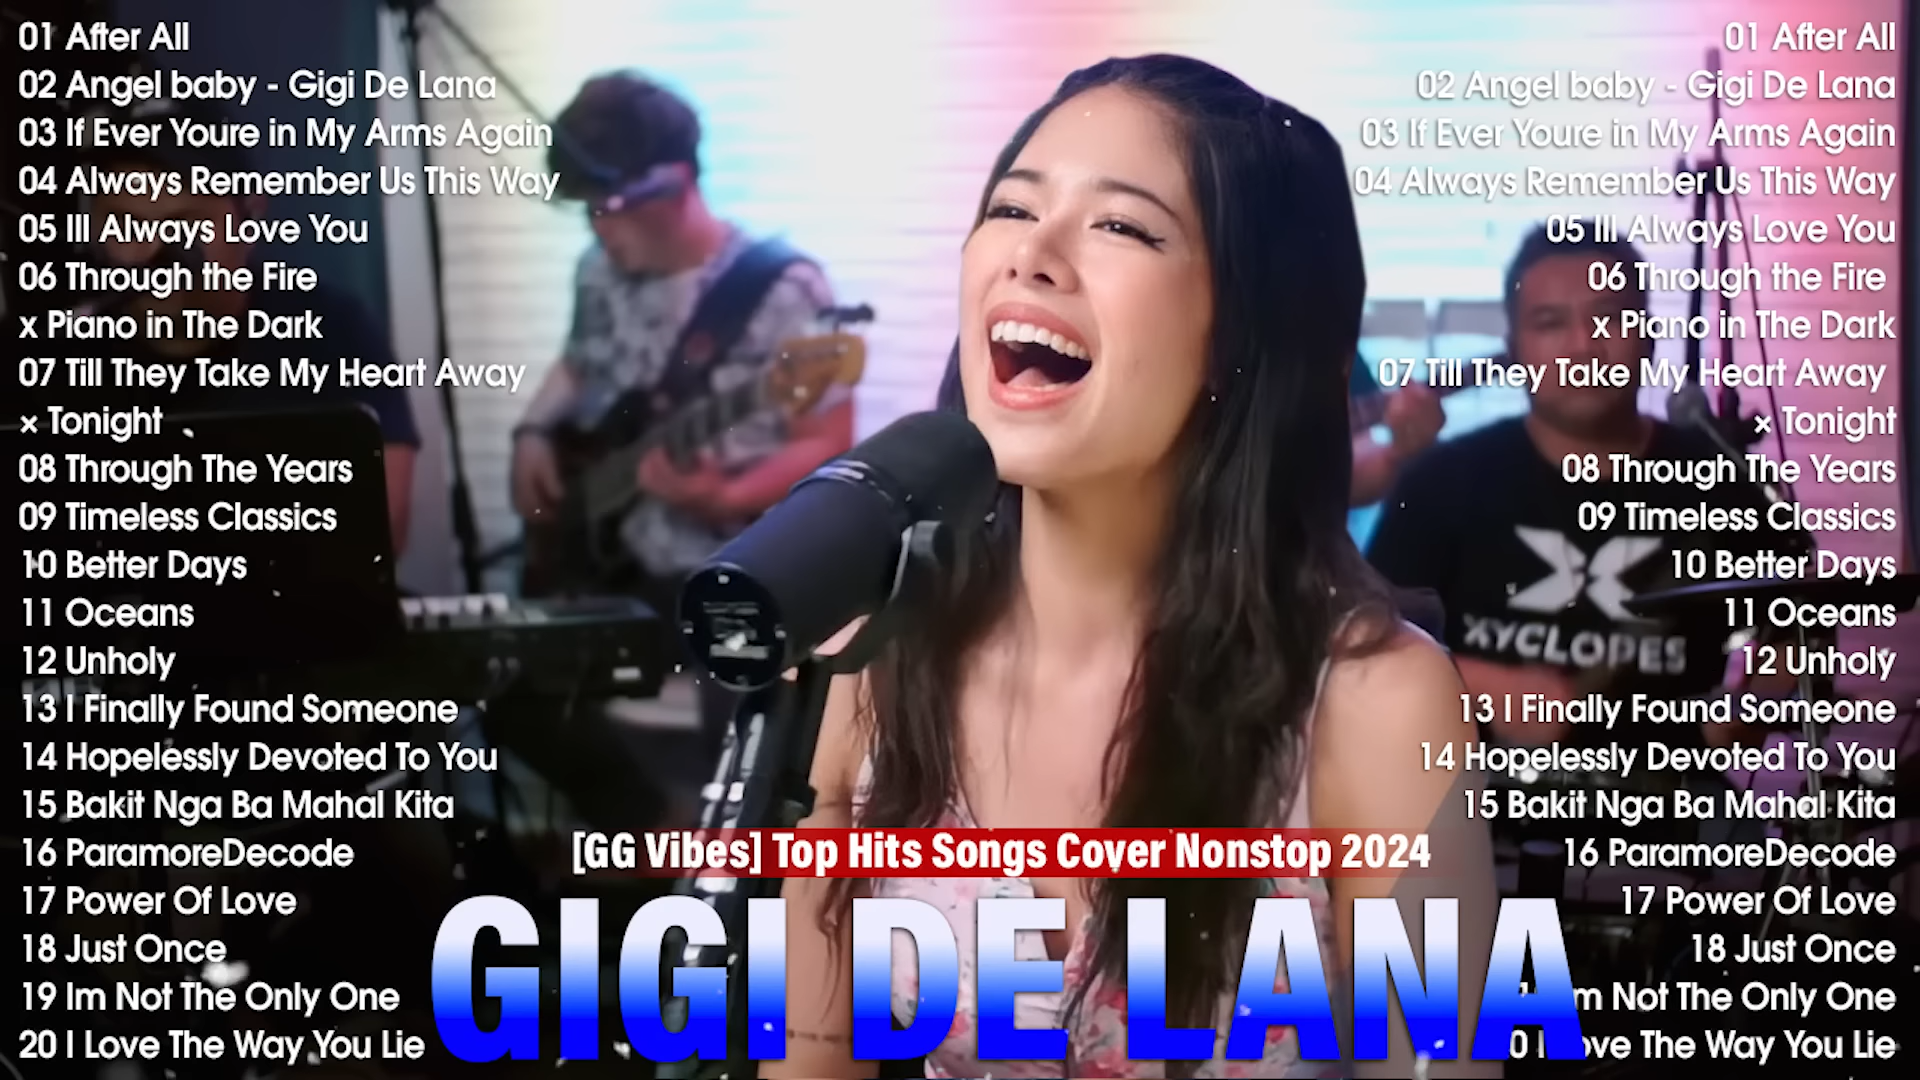 01 After All
02 Angel baby - Gigi De Lana
03 If Ever Youre in My Arms Again
04 Always Remember Us This Way
05 Ill Always Love You
06 Through the Fire
x Piano in The Dark
07 Till They Take My Heart Away
× Tonight
08 Through The Years
09 Timeless Classics
10 Better Days
11 Oceans
12 Unholy
13 I Finally Found Someone
14 Hopelessly Devoted To You
15 Bakit Nga Ba Mahal Kita
16 ParamoreDecode
17 Power Of Love
18 Just Once
19 Im Not The Only One
20 I Love The Way You Lie
[GG Vibes] Top Hits Songs Cover Nonstop 2024
GIGI DE LANA
XYCLOPES
01 After All
02 Angel baby - Gigi De Lana
03 If Ever Youre in My Arms Again
04 Always Remember Us This Way
05 Ill Always Love You
06 Through the Fire
x Piano in The Dark
07 Till They Take My Heart Away
× Tonight
08 Through The Years
09 Timeless Classics
10 Better Days
11 Oceans
12 Unholy
13 I Finally Found Someone
14 Hopelessly Devoted To You
15 Bakit Nga Ba Mahal Kita
16 ParamoreDecode
17 Power Of Love
18 Just Once
Not The Only One
The Way You Lie